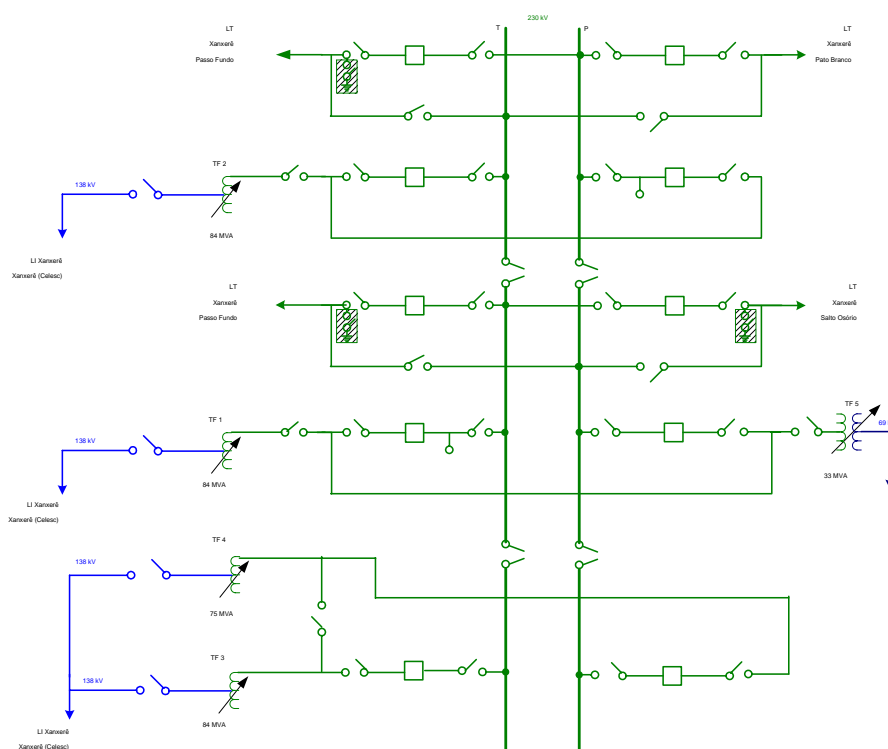 230 kV
T
P
LT
Xanxerê
Passo Fundo
LT
Xanxerê
Pato Branco
TF 2
138 kV
84 MVA
LI Xanxerê
Xanxerê (Celesc)
LT
Xanxerê
Passo Fundo
LT
Xanxerê
Salto Osório
TF 1
138 kV
84 MVA
LI Xanxerê
Xanxerê (Celesc)
TF 5
69
33 MVA
TF 4
138 kV
75 MVA
TF 3
138 kV
84 MVA
LI Xanxerê
Xanxerê (Celesc)